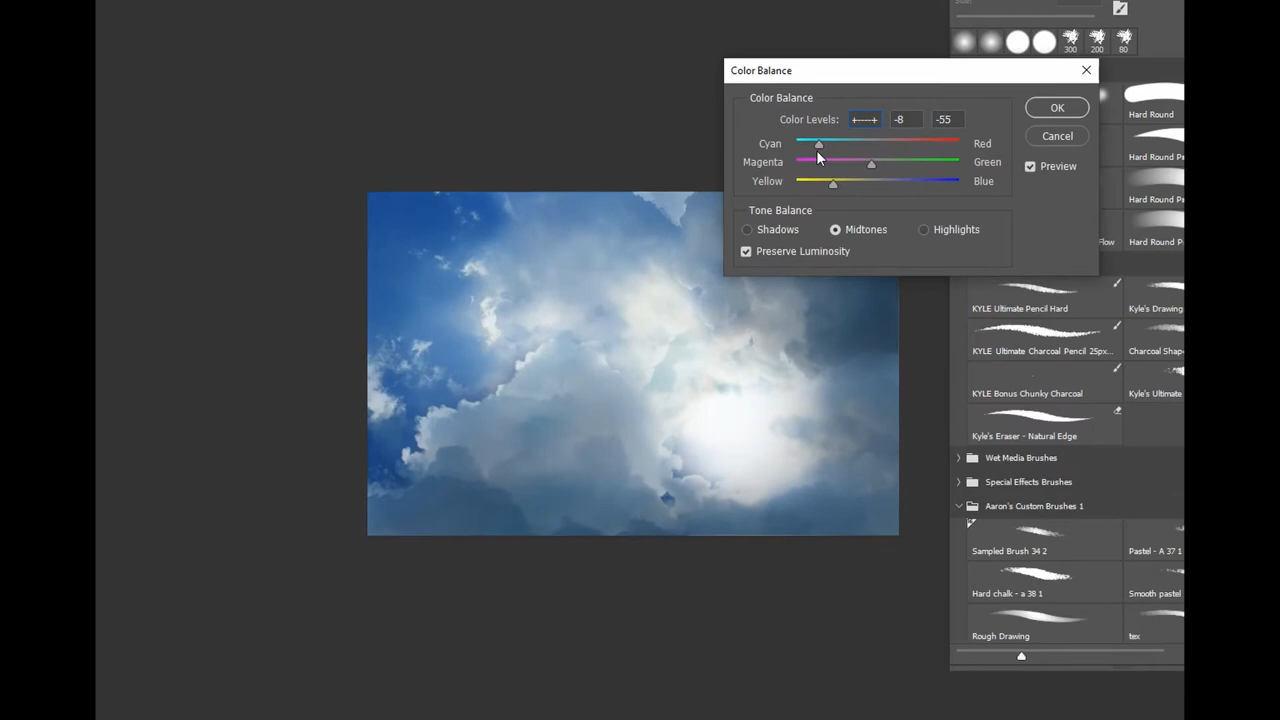 300 200 80
Color Balance
Color Balance
Color Levels: +----+ -8 -55
Cyan Red
Magenta Green
Yellow Blue
Tone Balance
Shadows Midtones Highlights
Preserve Luminosity
OK
Cancel
Preview
Hard Round
Hard Round P
Hard Round Pr
Flow Hard Round P
KYLE Ultimate Pencil Hard Kyle's Drawing
KYLE Ultimate Charcoal Pencil 25px... Charcoal Shap
KYLE Bonus Chunky Charcoal Kyle's Ultimate
Kyle's Eraser - Natural Edge
Wet Media Brushes
Special Effects Brushes
Aaron's Custom Brushes 1
Sampled Brush 34 2 Pastel - A 37 1
Hard chalk - a 38 1 Smooth pastel
Rough Drawing tex